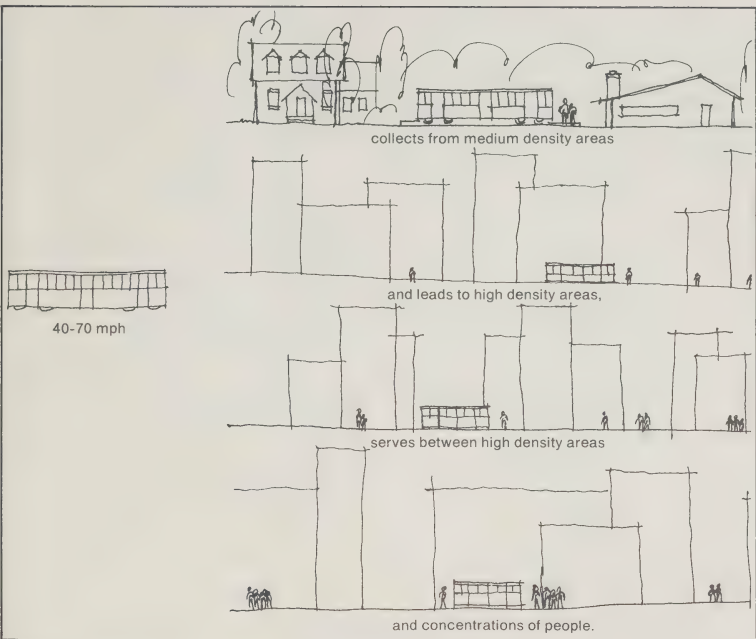 collects from medium density areas
and leads to high density areas,
40-70 mph
serves between high density areas
and concentrations of people.